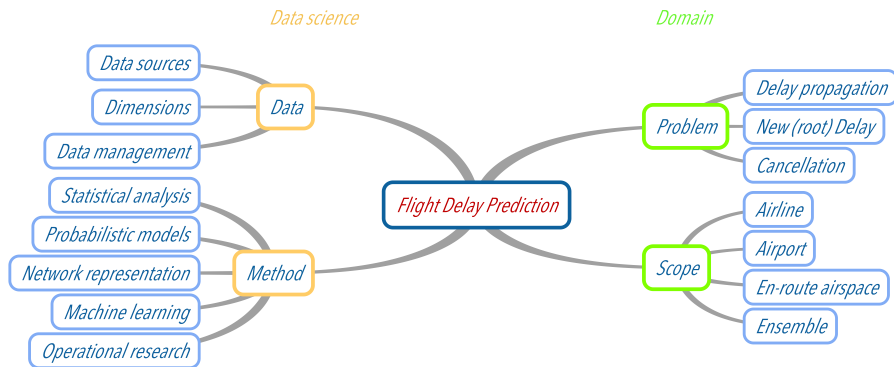 Data science
Domain
Data sources
Dimensions
Data management
Data
Statistical analysis
Probabilistic models
Network representation
Machine learning
Operational research
Method
Flight Delay Prediction
Problem
Delay propagation
New (root) Delay
Cancellation
Scope
Airline
Airport
En-route airspace
Ensemble